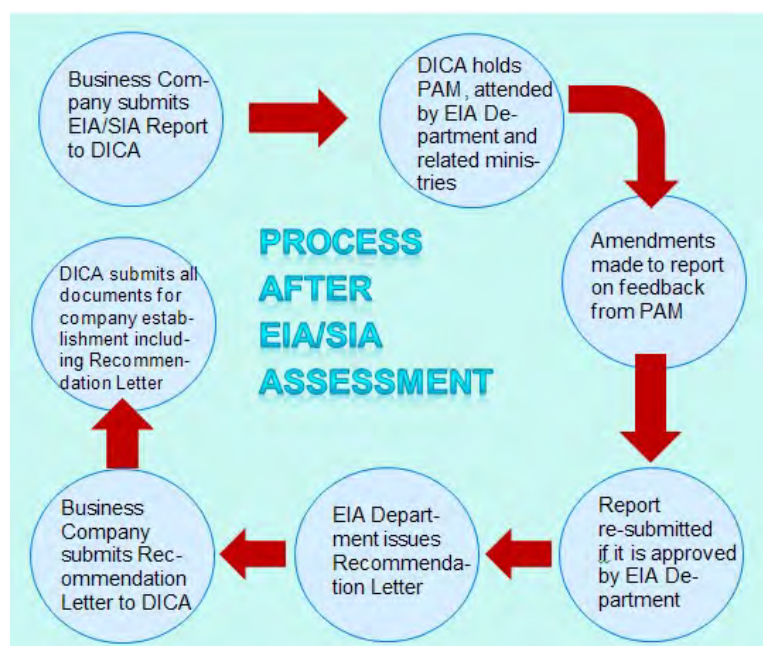 Business Com-
pany submits
EIA/SIA Report
to DICA
DICA holds
PAM, attended
by EIA De-
partment and
related minis-
tries
Amendments
made to report
on feedback
from PAM
Report
re-submitted
if it is approved
by EIA De-
partment
EIA Depart-
ment issues
Recommenda-
tion Letter
Business
Company
submits Rec-
ommendation
Letter to DICA
DICA submits all
documents for
company estab-
lishment includ-
ing Recommen-
dation Letter
PROCESS
AFTER
EIA/SIA
ASSESSMENT